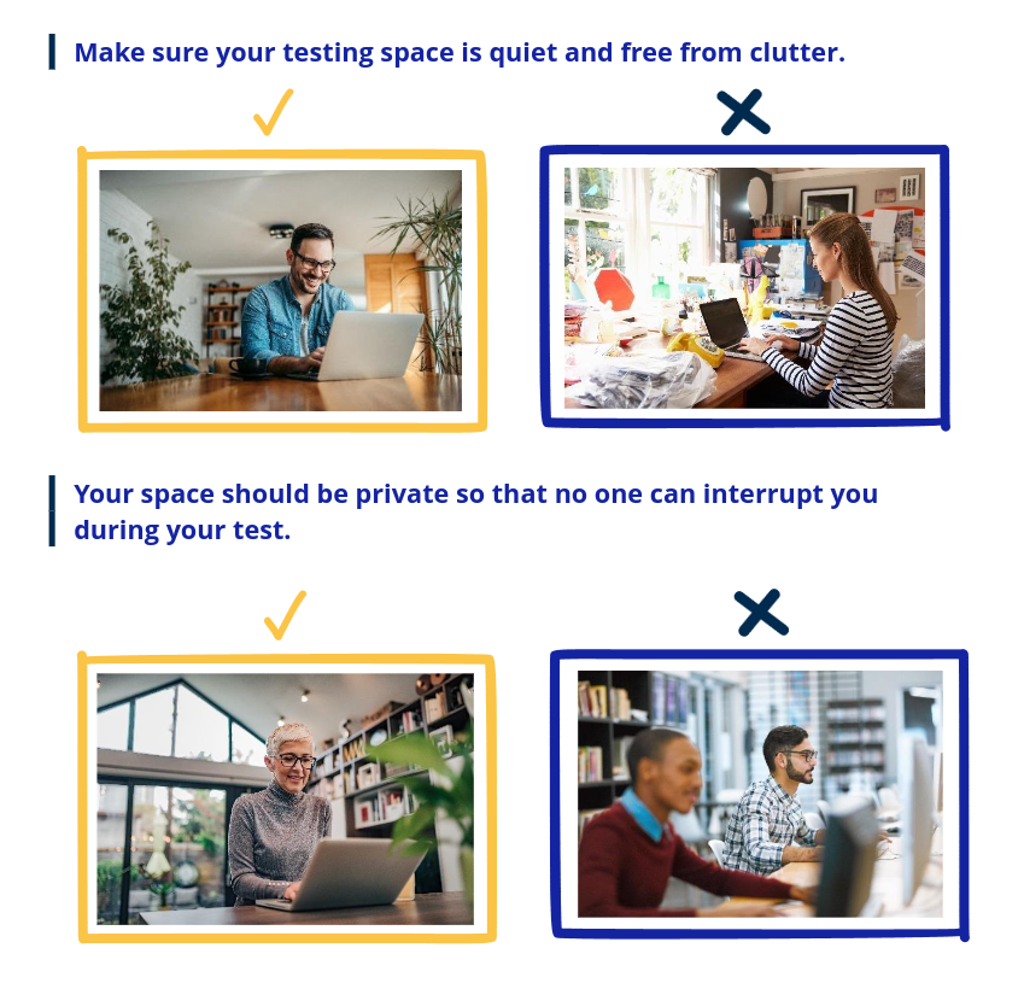 Make sure your testing space is quiet and free from clutter.
Your space should be private so that no one can interrupt you
during your test.